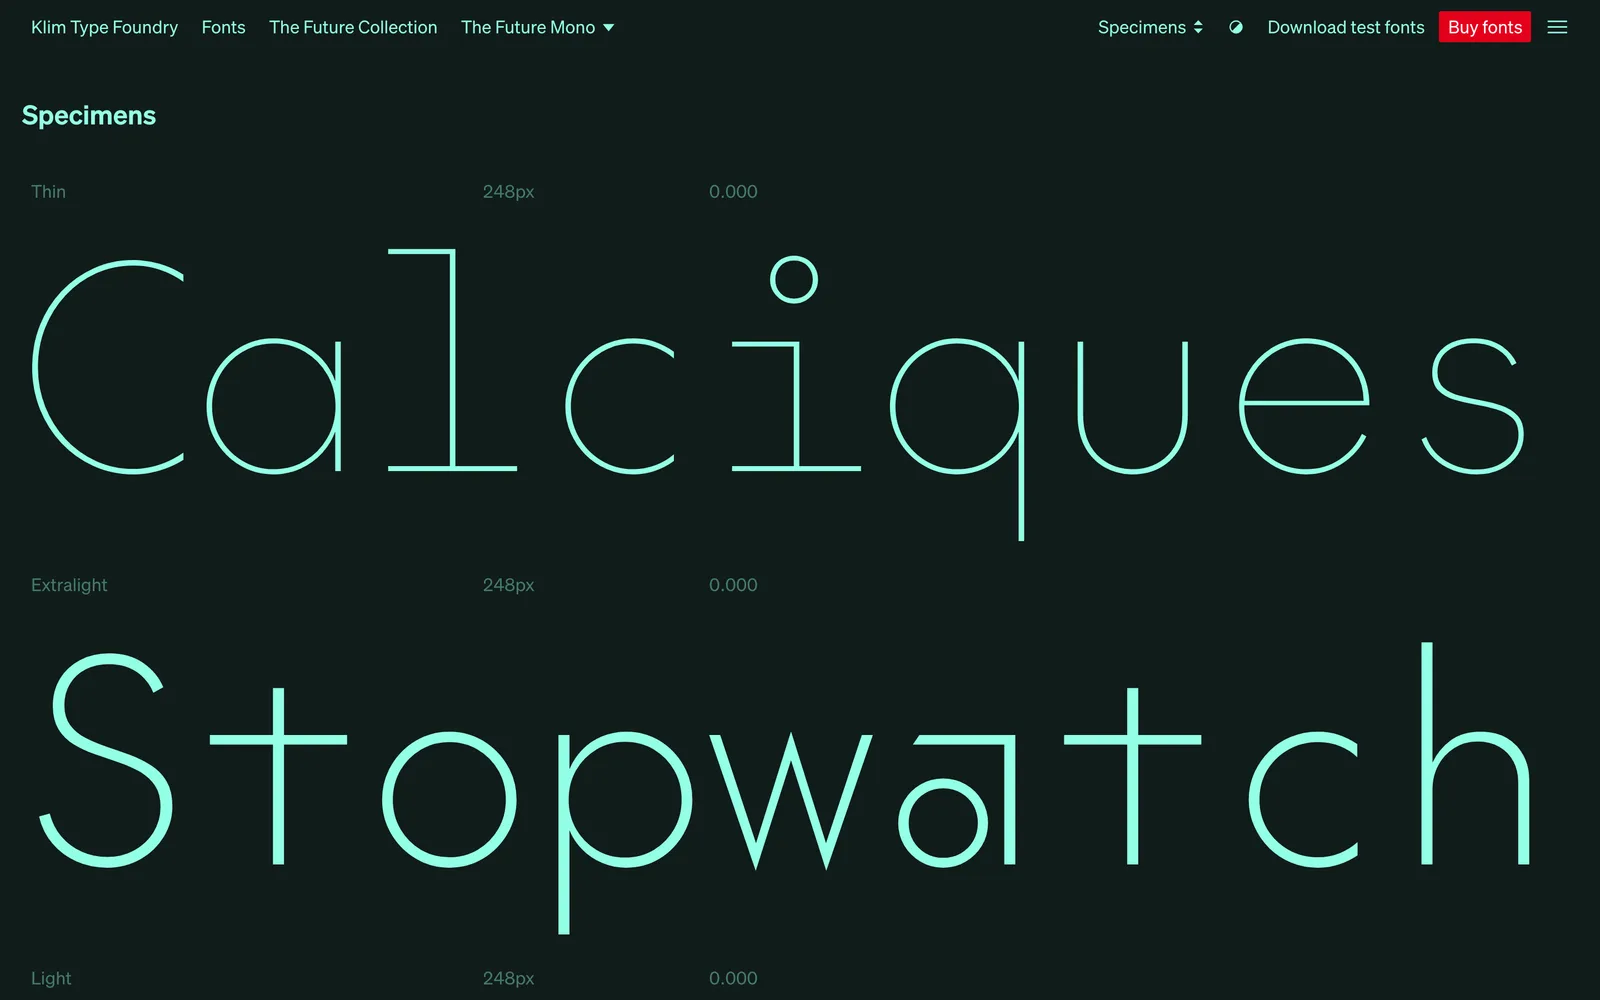 Klim Type Foundry Fonts The Future Collection The Future Mono Specimens Download test fonts Buy fonts
Specimens
Thin 248px 0.000
Calciques
Extralight 248px 0.000
Stopwatch
Light 248px 0.000